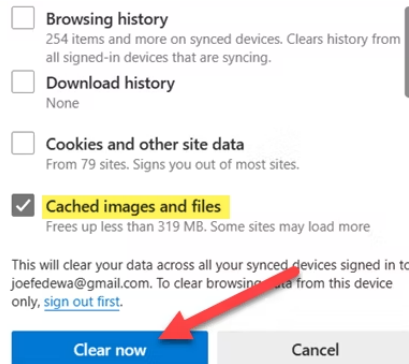 Browsing history
254 items and more on synced devices. Clears history from
all signed-in devices that are syncing.
Download history
None
Cookies and other site data
From 79 sites. Signs you out of most sites.
Cached images and files
Frees up less than 319 MB. Some sites may load more
This will clear your data across all your synced devices signed in to
joefedewa@gmail.com. To clear browsing data from this device
only, sign out first.
Clear now
Cancel